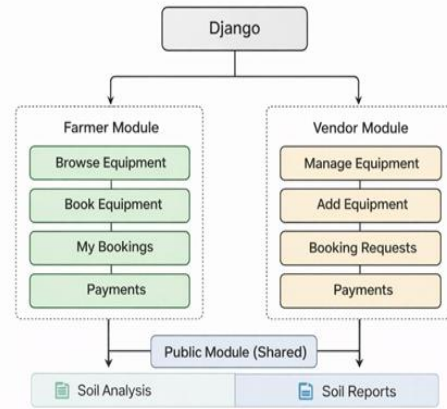 Django
Farmer Module
Browse Equipment
Book Equipment
My Bookings
Payments
Vendor Module
Manage Equipment
Add Equipment
Booking Requests
Payments
Public Module (Shared)
Soil Analysis
Soil Reports